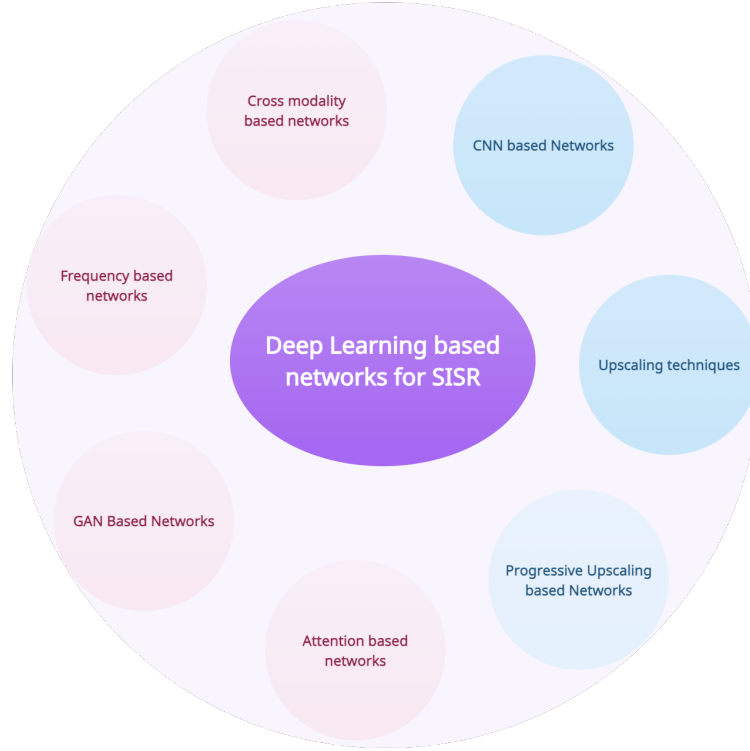 Cross modality
based networks
CNN based Networks
Frequency based
networks
Deep Learning based
networks for SISR
Upscaling techniques
GAN Based Networks
Progressive Upscaling
based Networks
Attention based
networks